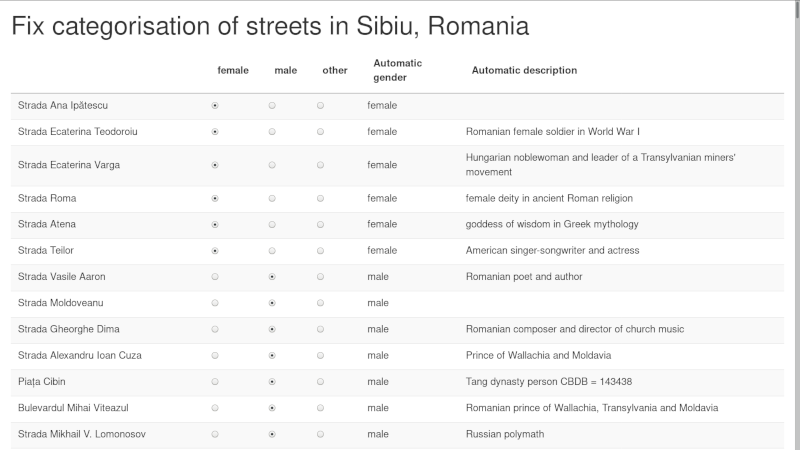 Fix categorisation of streets in Sibiu, Romania
female male other Automatic gender Automatic description
Strada Ana Ipătescu female
Strada Ecaterina Teodoroiu female Romanian female soldier in World War I
Strada Ecaterina Varga female Hungarian noblewoman and leader of a Transylvanian miners' movement
Strada Roma female female deity in ancient Roman religion
Strada Atena female goddess of wisdom in Greek mythology
Strada Teilor female American singer-songwriter and actress
Strada Vasile Aaron male Romanian poet and author
Strada Moldoveanu male
Strada Gheorghe Dima male Romanian composer and director of church music
Strada Alexandru Ioan Cuza male Prince of Wallachia and Moldavia
Piața Cibin male Tang dynasty person CBDB = 143438
Bulevardul Mihai Viteazul male Romanian prince of Wallachia, Transylvania and Moldavia
Strada Mikhail V. Lomonosov male Russian polymath